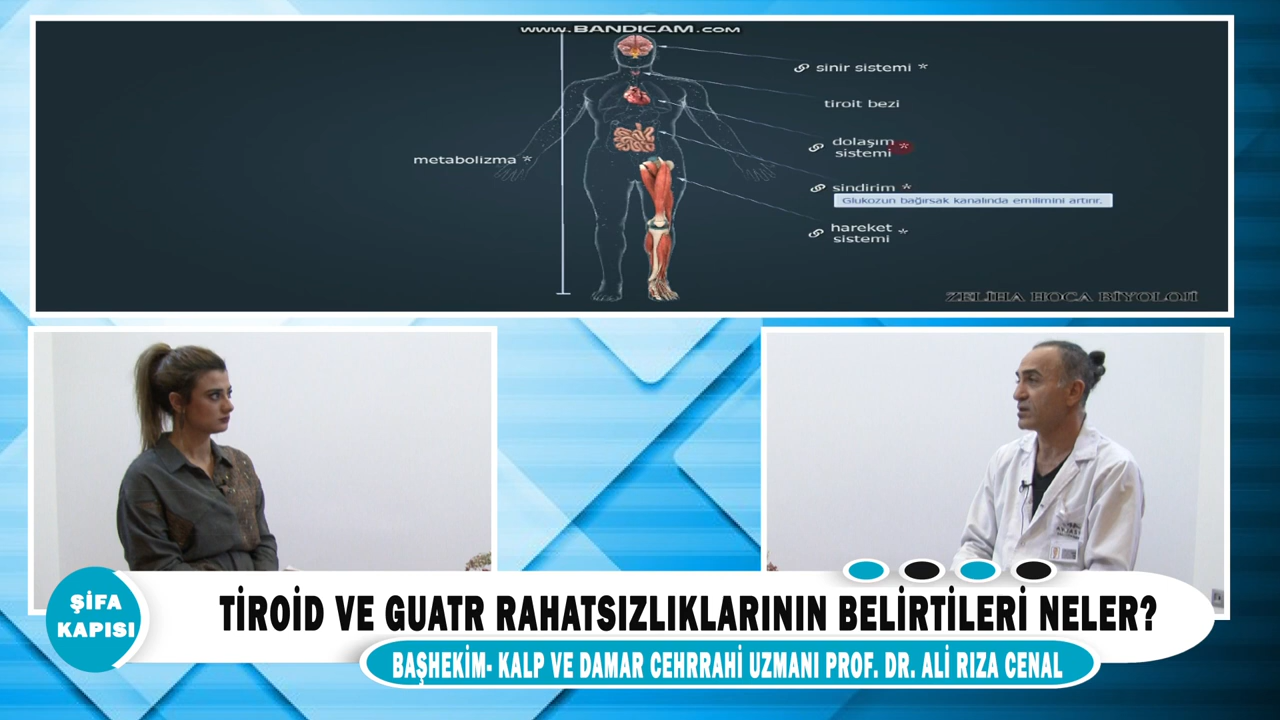 www.BANDICAM.com
sinir sistemi *
tiroit bezi
dolaşım *
sistemi
metabolizma *
sindirim *
Glukozun bağırsak kanalında emilimini artırır.
hareket *
sistemi
ZELİHA HOCA BİYOLOJİ
ŞİFA
KAPISI
TİROİD VE GUATR RAHATSIZLIKLARININ BELİRTİLERİ NELER?
BAŞHEKİM- KALP VE DAMAR CEHRRAHİ UZMANI PROF. DR. ALİ RIZA CENAL